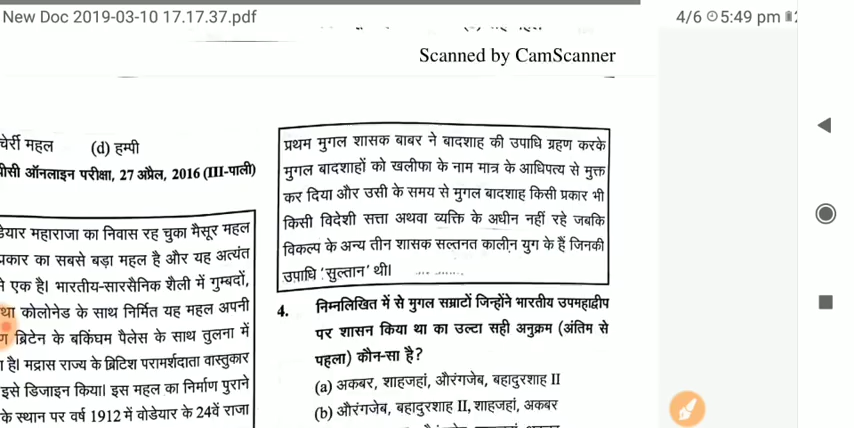 New Doc 2019-03-10 17.17.37.pdf
4/6
5:49 pm
Scanned by CamScanner
चेर्री महल (d) हम्पी
पीसी ऑनलाइन परीक्षा, 27 अप्रैल, 2016 (III-पाली)
डेयार महाराजा का निवास रह चुका मैसूर महल
प्रकार का सबसे बड़ा महल है और यह अत्यंत
से एक है। भारतीय-सारसैनिक शैली में गुम्बदों,
था कोलोनेड के साथ निर्मित यह महल अपनी
ब्रिटेन के बकिंघम पैलेस के साथ तुलना में
है। मद्रास राज्य के ब्रिटिश परामर्शदाता वास्तुकार
इसे डिजाइन किया। इस महल का निर्माण पुराने
के स्थान पर वर्ष 1912 में वोडेयार के 24वें राजा
प्रथम मुगल शासक बाबर ने बादशाह की उपाधि ग्रहण करके
मुगल बादशाहों को खलीफा के नाम मात्र के आधिपत्य से मुक्त
कर दिया और उसी के समय से मुगल बादशाह किसी प्रकार भी
किसी विदेशी सत्ता अथवा व्यक्ति के अधीन नहीं रहे जबकि
विकल्प के अन्य तीन शासक सल्तनत कालीन युग के हैं जिनकी
उपाधि 'सुल्तान' थी।
4. निम्नलिखित में से मुगल सम्राटों जिन्होंने भारतीय उपमहाद्वीप
पर शासन किया था का उल्टा सही अनुक्रम (अंतिम से
पहला) कौन-सा है?
(a) अकबर, शाहजहां, औरंगजेब, बहादुरशाह II
(b) औरंगजेब, बहादुरशाह II, शाहजहां, अकबर